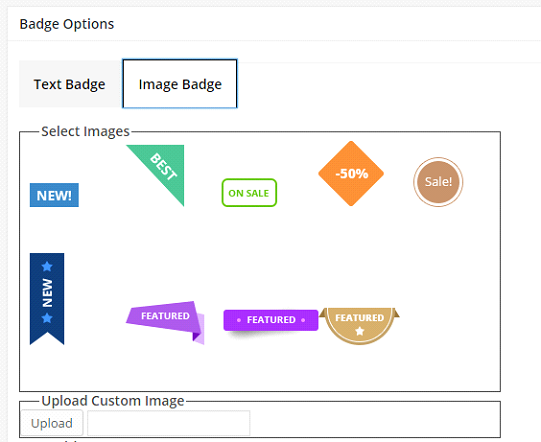 Badge Options
Text Badge
Image Badge
Select Images
NEW!
BEST
ON SALE
-50%
Sale!
NEW
FEATURED
FEATURED
FEATURED
Upload Custom Image
Upload